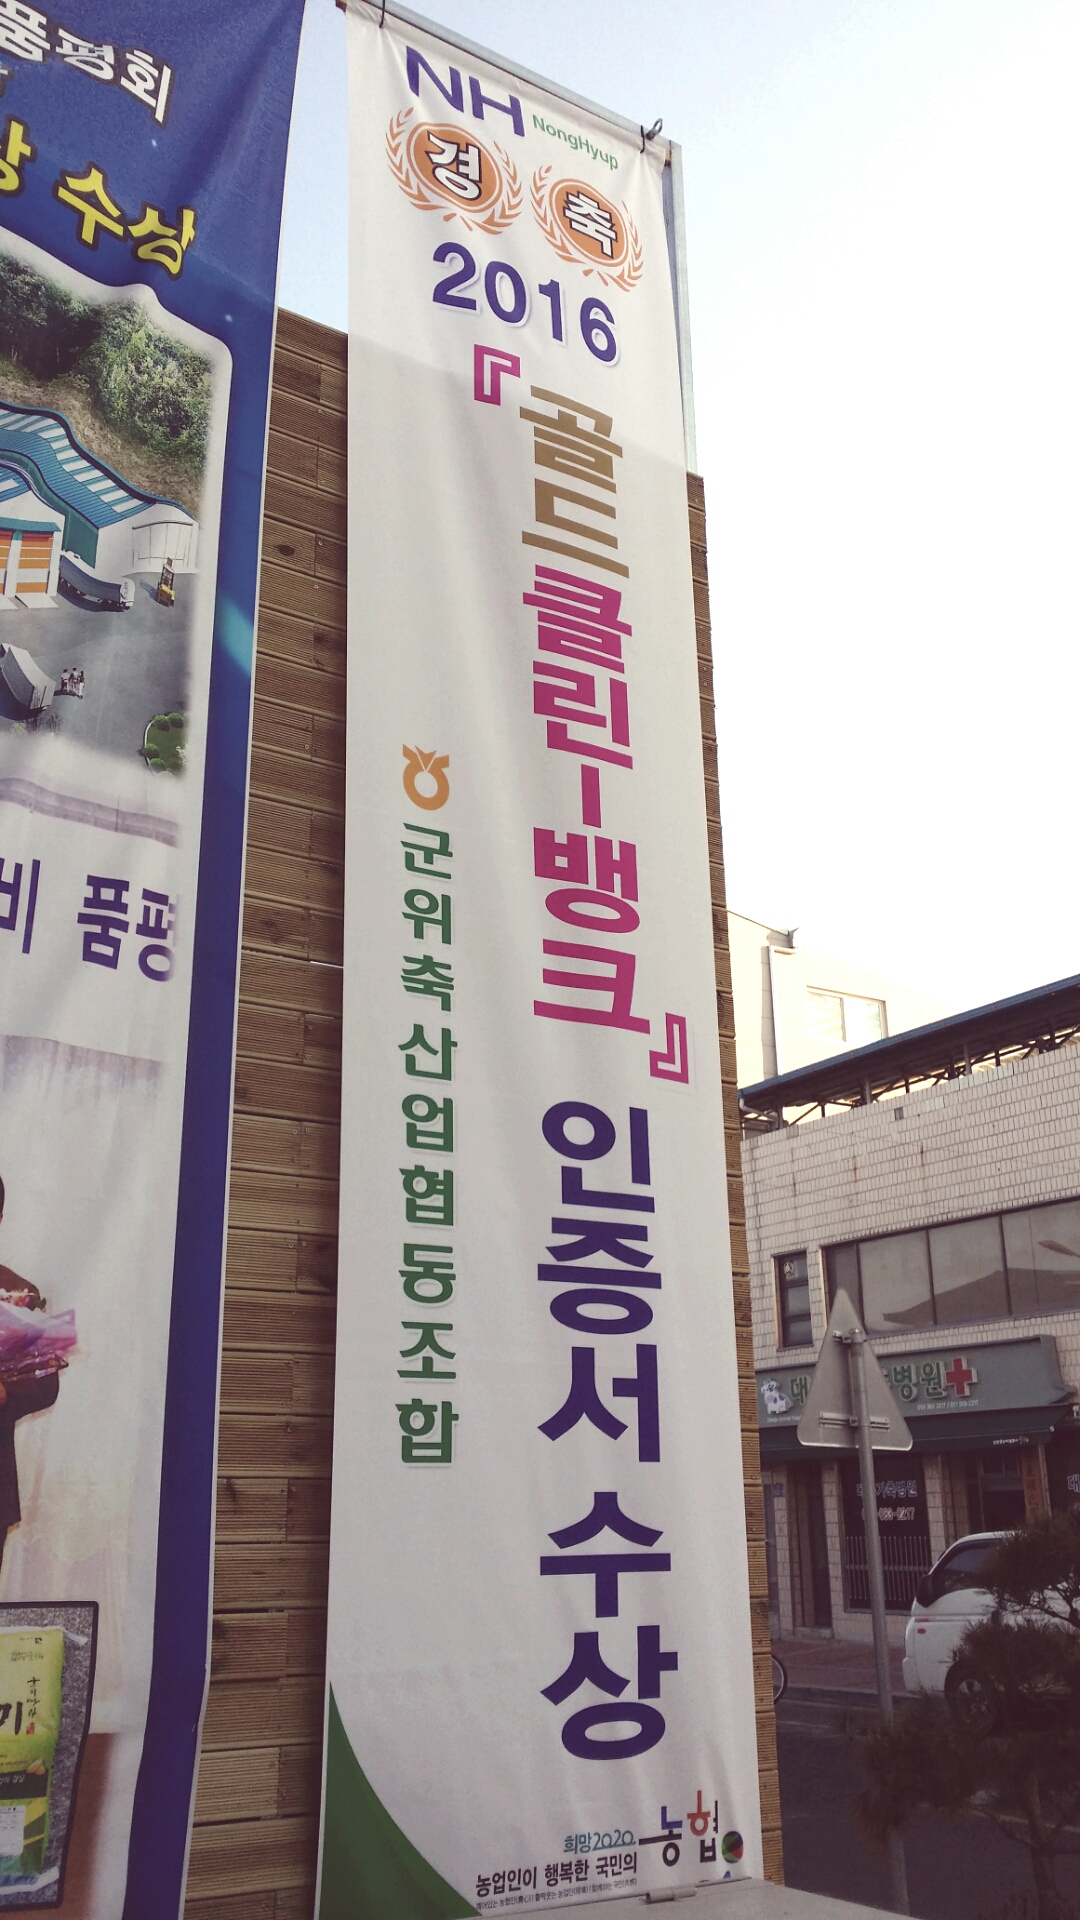 품평회
수상
비 품평
미
NH NongHyup
경 축
2016
『골드클린-뱅크』 인증서 수상
군위축산업협동조합
희망2020
농업인이 행복한 국민의 농협
병원